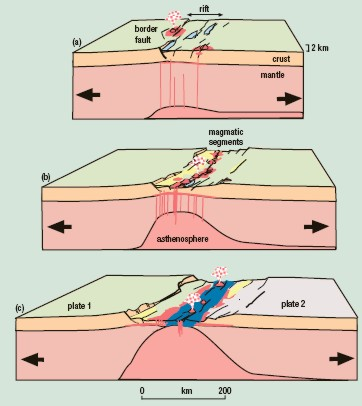 rift
border
fault
(a)
2 km
crust
mantle
magmatic
segments
(b)
asthenosphere
(c)
plate 1
plate 2
0 km 200